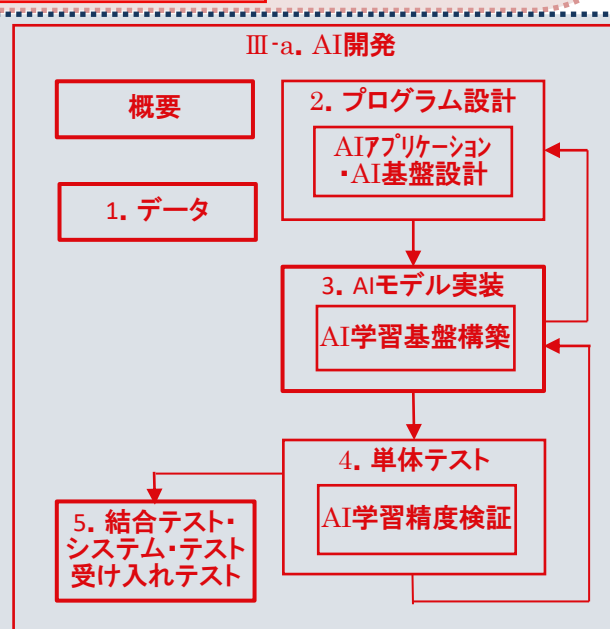 Ⅲ-a. AI開発
概要
1. データ
2. プログラム設計
AIアプリケーション
・AI基盤設計
3. AIモデル実装
AI学習基盤構築
4. 単体テスト
AI学習精度検証
5. 結合テスト・
システム・テスト
受け入れテスト